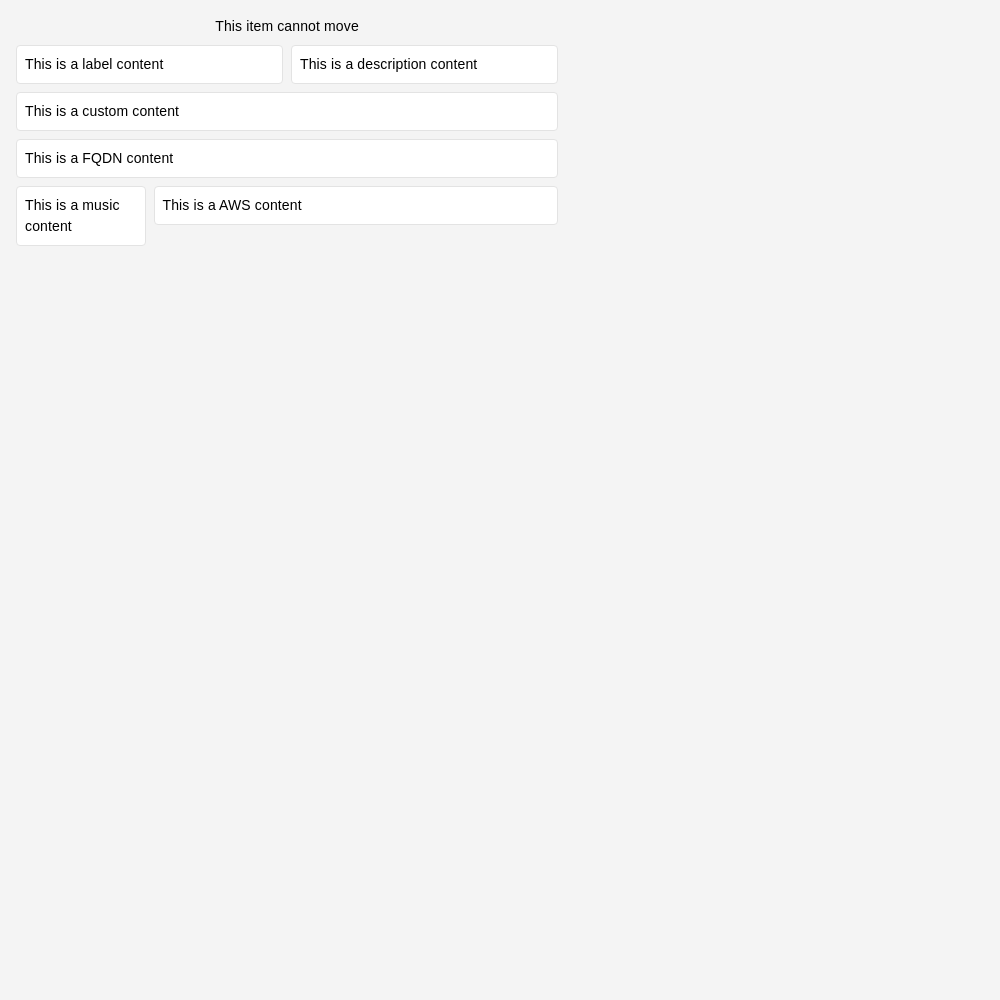 This item cannot move
This is a label content
This is a description content
This is a custom content
This is a FQDN content
This is a music
content
This is a AWS content